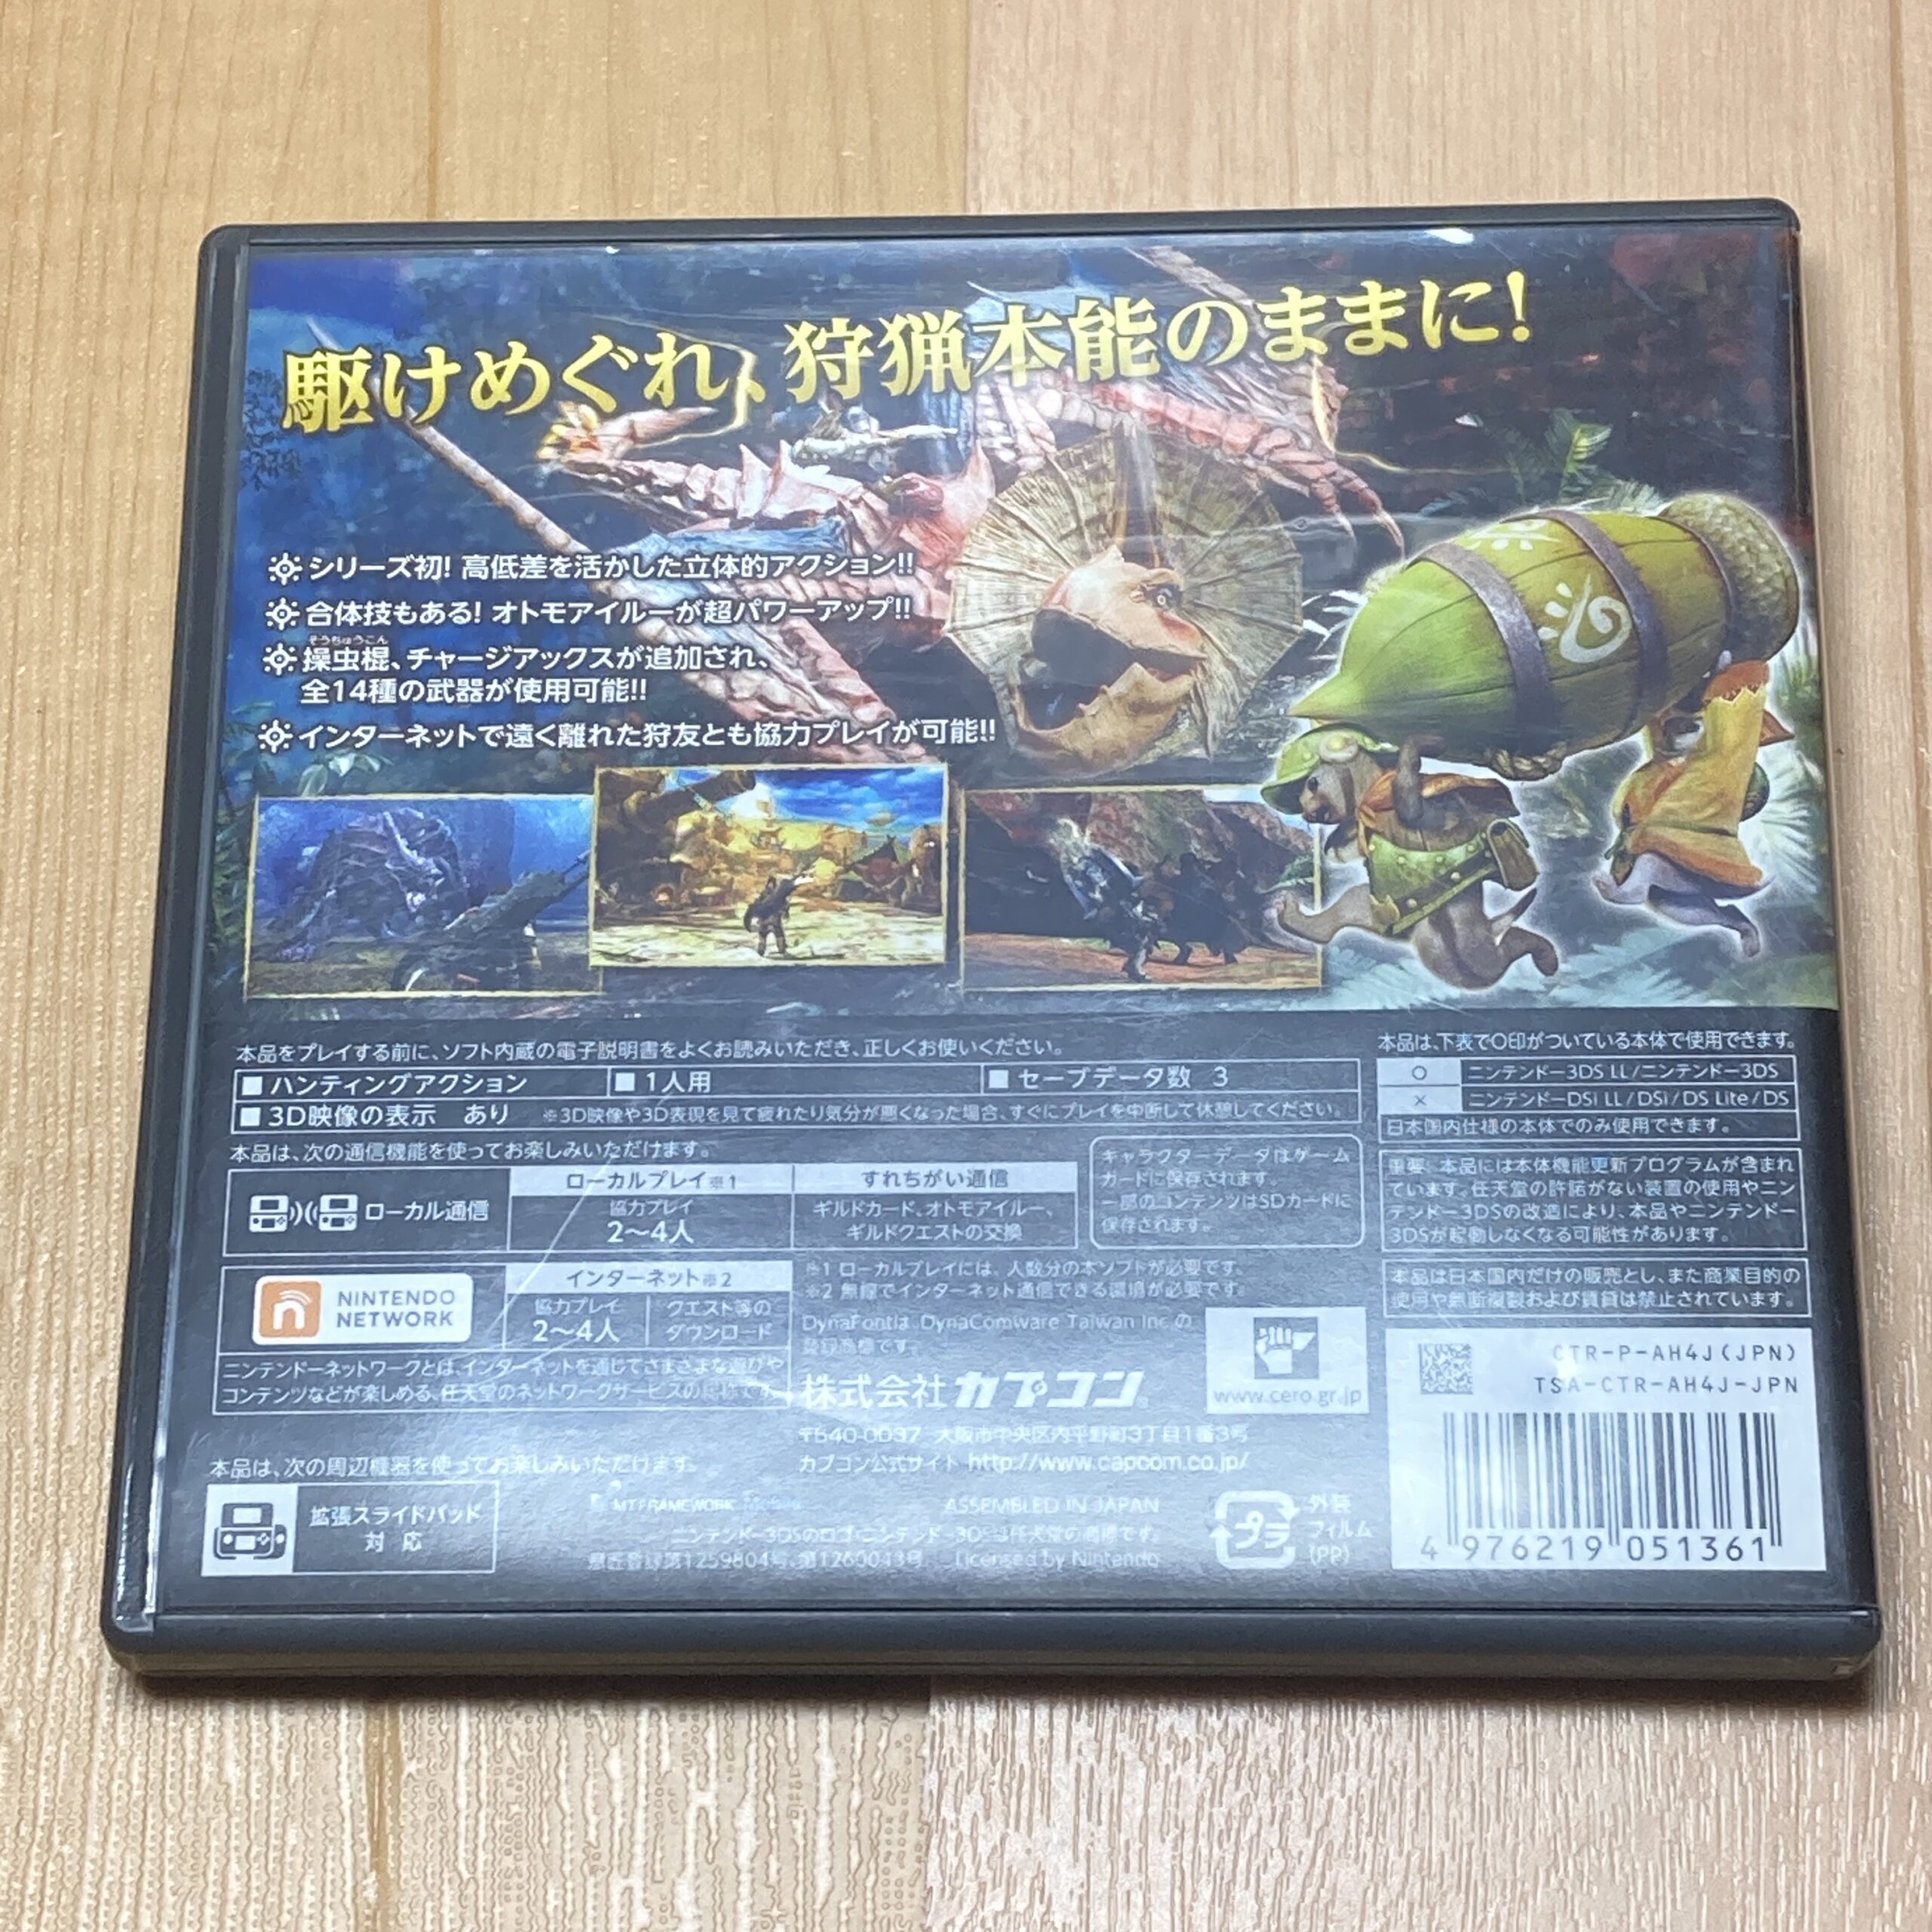 駆けめぐれ、狩猟本能のままに!
シリーズ初! 高低差を活かした立体的アクション!!
合体技もある! オトモアイルーが超パワーアップ!!
そうちゅうこん
操虫棍、チャージアックスが追加され、
全14種の武器が使用可能!!
インターネットで遠く離れた狩友とも協力プレイが可能!!
本品をプレイする前に、ソフト内蔵の電子説明書をよくお読みいただき、正しくお使いください。
■ ハンティングアクション ■ 1人用 ■ セーブデータ数 3
■ 3D映像の表示 あり ※3D映像や3D表現を見て疲れたり気分が悪くなった場合、すぐにプレイを中断して休憩してください。
本品は、次の通信機能を使ってお楽しみいただけます。
ローカル通信
ローカルプレイ※1
協力プレイ
2〜4人
すれちがい通信
ギルドカード、オトモアイルー、
ギルドクエストの交換
キャラクターデータはゲーム
カードに保存されます。
一部のコンテンツはSDカードに
保存されます。
NINTENDO
NETWORK
インターネット※2
協力プレイ
2〜4人
クエスト等の
ダウンロード
ニンテンドーネットワークとは、インターネットを通じてさまざまな遊びや
コンテンツなどが楽しめる、任天堂のネットワークサービスの総称です。
※1 ローカルプレイには、人数分の本ソフトが必要です。
※2 無線でインターネット通信できる環境が必要です。
DynaFontは、DynaComware Taiwan Inc.の
登録商標です。
株式会社カプコン
〒540-0037 大阪市中央区内平野町3丁目1番3号
カプコン公式サイト http://www.capcom.co.jp/
www.cero.gr.jp
本品は、次の周辺機器を使ってお楽しみいただけます。
拡張スライドパッド
対応
MT FRAMEWORK Mobile
ASSEMBLED IN JAPAN
ニンテンドー3DSのロゴ・ニンテンドー3DSは任天堂の商標です。
意匠登録第1259804号、第1260043号 Licensed by Nintendo
プラ
外装
フィルム
(PP)
本品は、下表で〇印がついている本体で使用できます。
〇 ニンテンドー3DS LL/ニンテンドー3DS
× ニンテンドーDSi LL/DSi/DS Lite/DS
日本国内仕様の本体でのみ使用できます。
重要 本品には本体機能更新プログラムが含まれ
ています。任天堂の許諾がない装置の使用やニン
テンドー3DSの改造により、本品やニンテンドー
3DSが起動しなくなる可能性があります。
本品は日本国内だけの販売とし、また商業目的の
使用や無断複製および賃貸は禁止されています。
CTR-P-AH4J(JPN)
TSA-CTR-AH4J-JPN
4 976219 051361